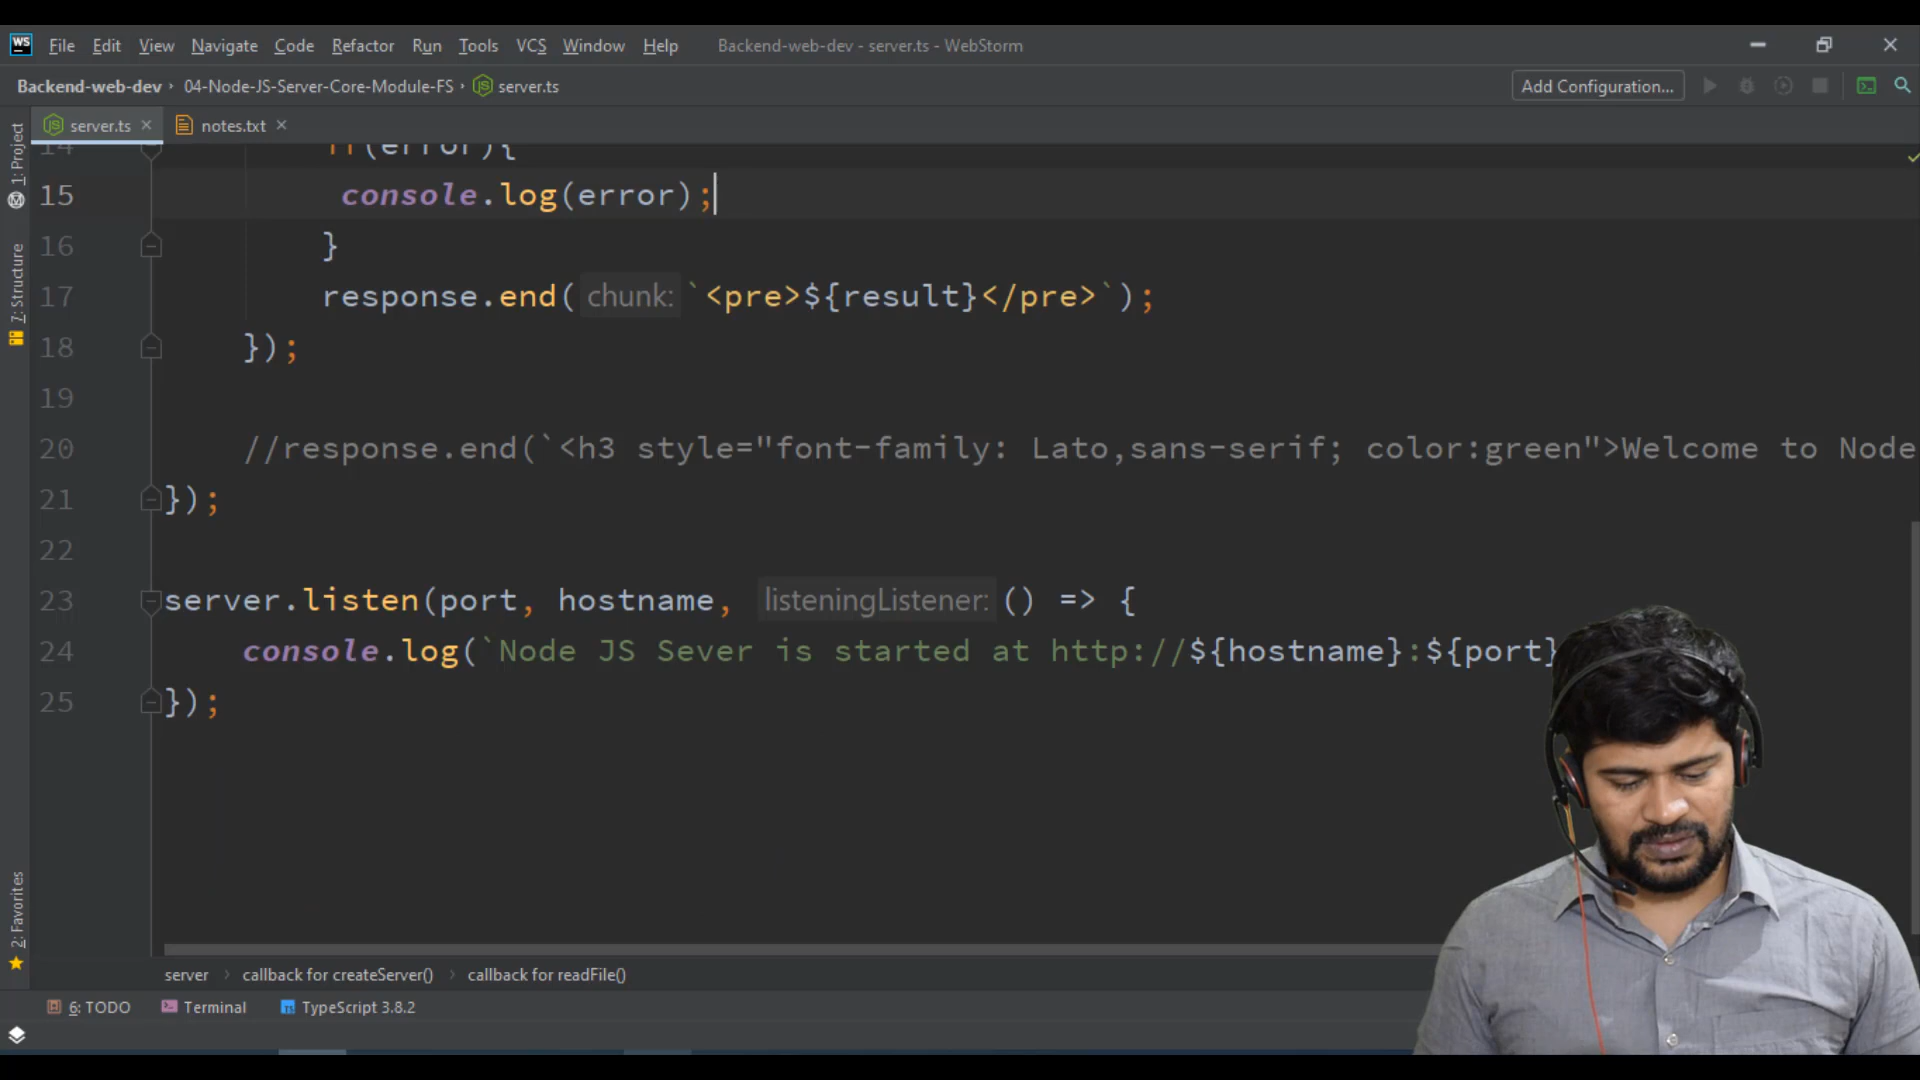 WS File Edit View Navigate Code Refactor Run Tools VCS Window Help Backend-web-dev - server.ts - WebStorm
Backend-web-dev 04-Node-JS-Server-Core-Module-FS server.ts Add Configuration...
server.ts notes.txt
1: Project
7: Structure
2: Favorites
14 if(error){
15 console.log(error);
16 }
17 response.end( chunk: `<pre>${result}</pre>`);
18 });
19
20 //response.end(`<h3 style="font-family: Lato,sans-serif; color:green">Welcome to Node
21 });
22
23 server.listen(port, hostname, listeningListener: () => {
24 console.log(`Node JS Sever is started at http://${hostname}:${port}
25 });
server callback for createServer() callback for readFile()
6: TODO Terminal TypeScript 3.8.2